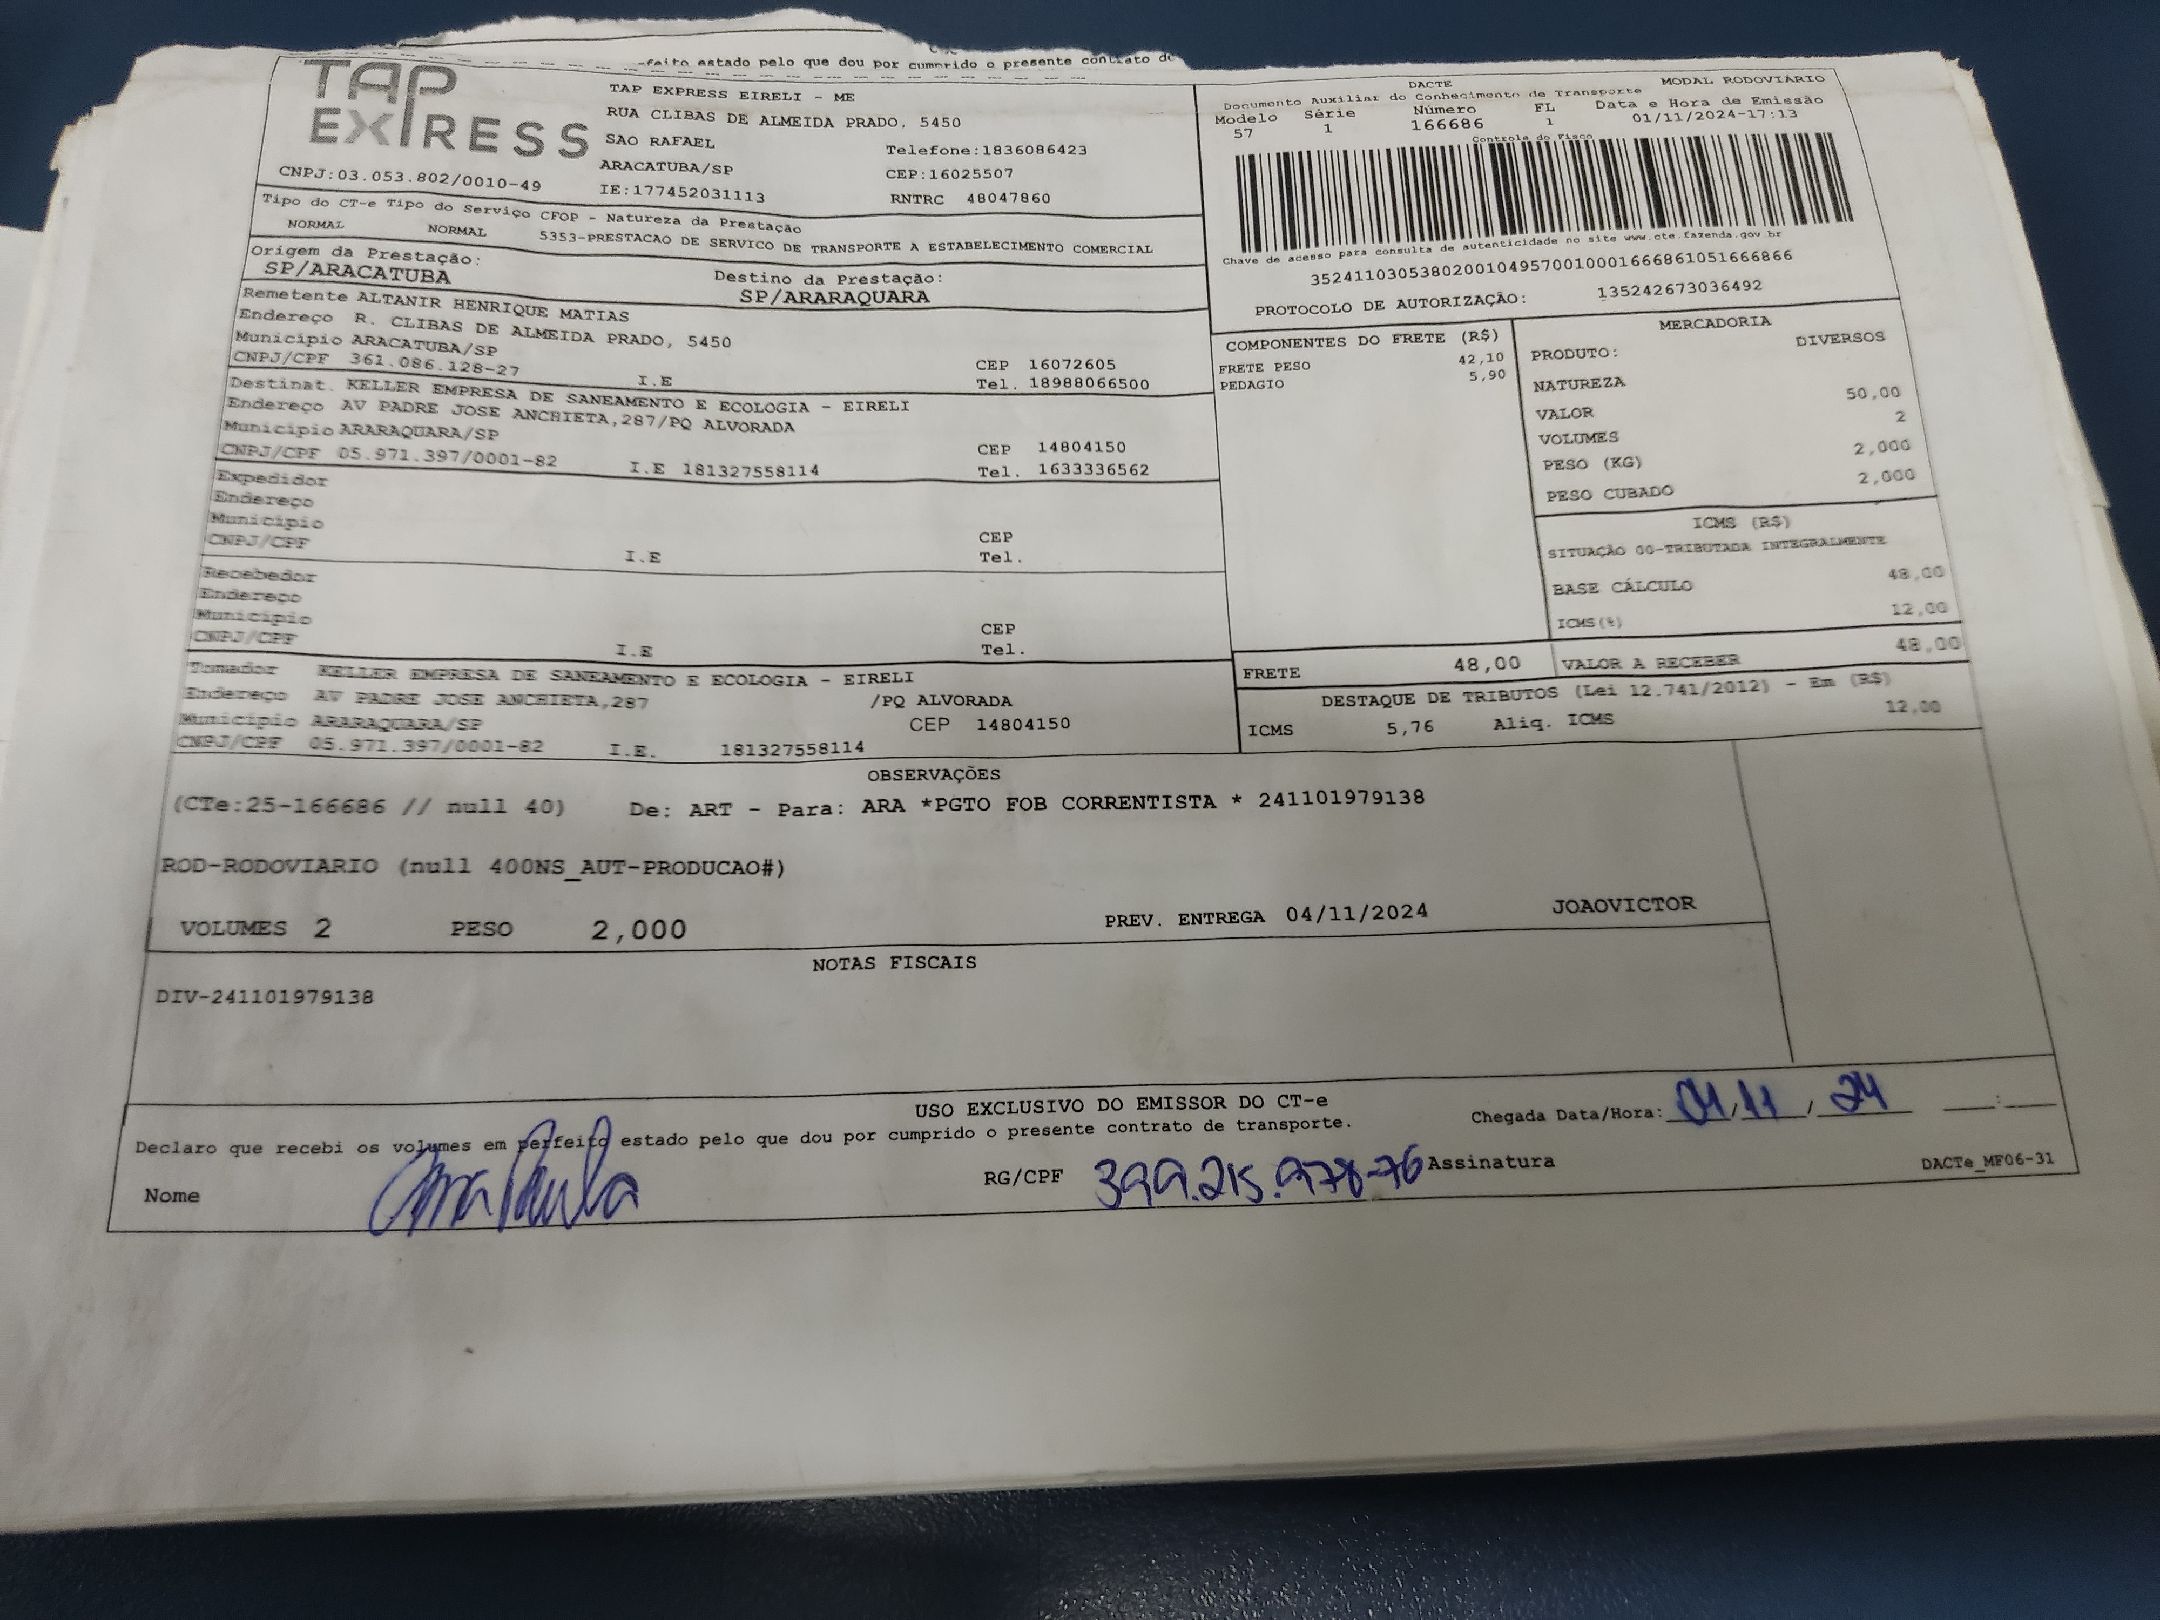 feito estado pelo que dou por cumprido o presente contrato de
TAP
EXPRESS
CNPJ:03.053.802/0010-49
TAP EXPRESS EIRELI - ME
RUA CLIBAS DE ALMEIDA PRADO, 5450
SAO RAFAEL Telefone:1836086423
ARACATUBA/SP CEP:16025507
IE:177452031113 RNTRC 48047860
DACTE MODAL RODOVIÁRIO
Documento Auxiliar do Conhecimento de Transporte
Modelo Série Número FL Data e Hora de Emissão
57 1 166686 1 01/11/2024-17:13
Controle do Fisco
Chave de acesso para consulta de autenticidade no site www.cte.fazenda.gov.br
35241103053802001049570010001666861051666866
PROTOCOLO DE AUTORIZAÇÃO: 135242673036492
Tipo do CT-e Tipo do Serviço CFOP - Natureza da Prestação
NORMAL NORMAL 5353-PRESTACAO DE SERVICO DE TRANSPORTE A ESTABELECIMENTO COMERCIAL
Origem da Prestação: Destino da Prestação:
SP/ARACATUBA SP/ARARAQUARA
Remetente ALTANIR HENRIQUE MATIAS
Endereço R. CLIBAS DE ALMEIDA PRADO, 5450
Municipio ARACATUBA/SP CEP 16072605
CNPJ/CPF 361.086.128-27 I.E Tel. 18988066500
Destinat. KELLER EMPRESA DE SANEAMENTO E ECOLOGIA - EIRELI
Endereço AV PADRE JOSE ANCHIETA,287/PQ ALVORADA
Municipio ARARAQUARA/SP CEP 14804150
CNPJ/CPF 05.971.397/0001-82 I.E 181327558114 Tel. 1633336562
Expedidor
Endereço
Municipio CEP
CNPJ/CPF I.E Tel.
Recebedor
Endereço
Municipio CEP
CNPJ/CPF I.E Tel.
Tomador KELLER EMPRESA DE SANEAMENTO E ECOLOGIA - EIRELI
Endereço AV PADRE JOSE ANCHIETA,287 /PQ ALVORADA
Municipio ARARAQUARA/SP CEP 14804150
CNPJ/CPF 05.971.397/0001-82 I.E. 181327558114
COMPONENTES DO FRETE (R$)
FRETE PESO 42,10
PEDAGIO 5,90
MERCADORIA
PRODUTO: DIVERSOS
NATUREZA
VALOR 50,00
VOLUMES 2
PESO (KG) 2,000
PESO CUBADO 2,000
ICMS (R$)
SITUAÇÃO 00-TRIBUTADA INTEGRALMENTE
BASE CÁLCULO 48,00
ICMS(%) 12,00
FRETE 48,00 VALOR A RECEBER 48,00
DESTAQUE DE TRIBUTOS (Lei 12.741/2012) - Em (R$)
ICMS 5,76 Aliq. ICMS 12,00
OBSERVAÇÕES
(CTe:25-166686 // null 40) De: ART - Para: ARA *PGTO FOB CORRENTISTA * 241101979138
ROD-RODOVIARIO (null 400NS_AUT-PRODUCAO#)
VOLUMES 2 PESO 2,000 PREV. ENTREGA 04/11/2024 JOAOVICTOR
NOTAS FISCAIS
DIV-241101979138
USO EXCLUSIVO DO EMISSOR DO CT-e
Chegada Data/Hora: 04/11/24 __:__
Declaro que recebi os volumes em perfeito estado pelo que dou por cumprido o presente contrato de transporte.
Nome Ana Paula RG/CPF 399.215.978-76 Assinatura DACTe_MF06-31